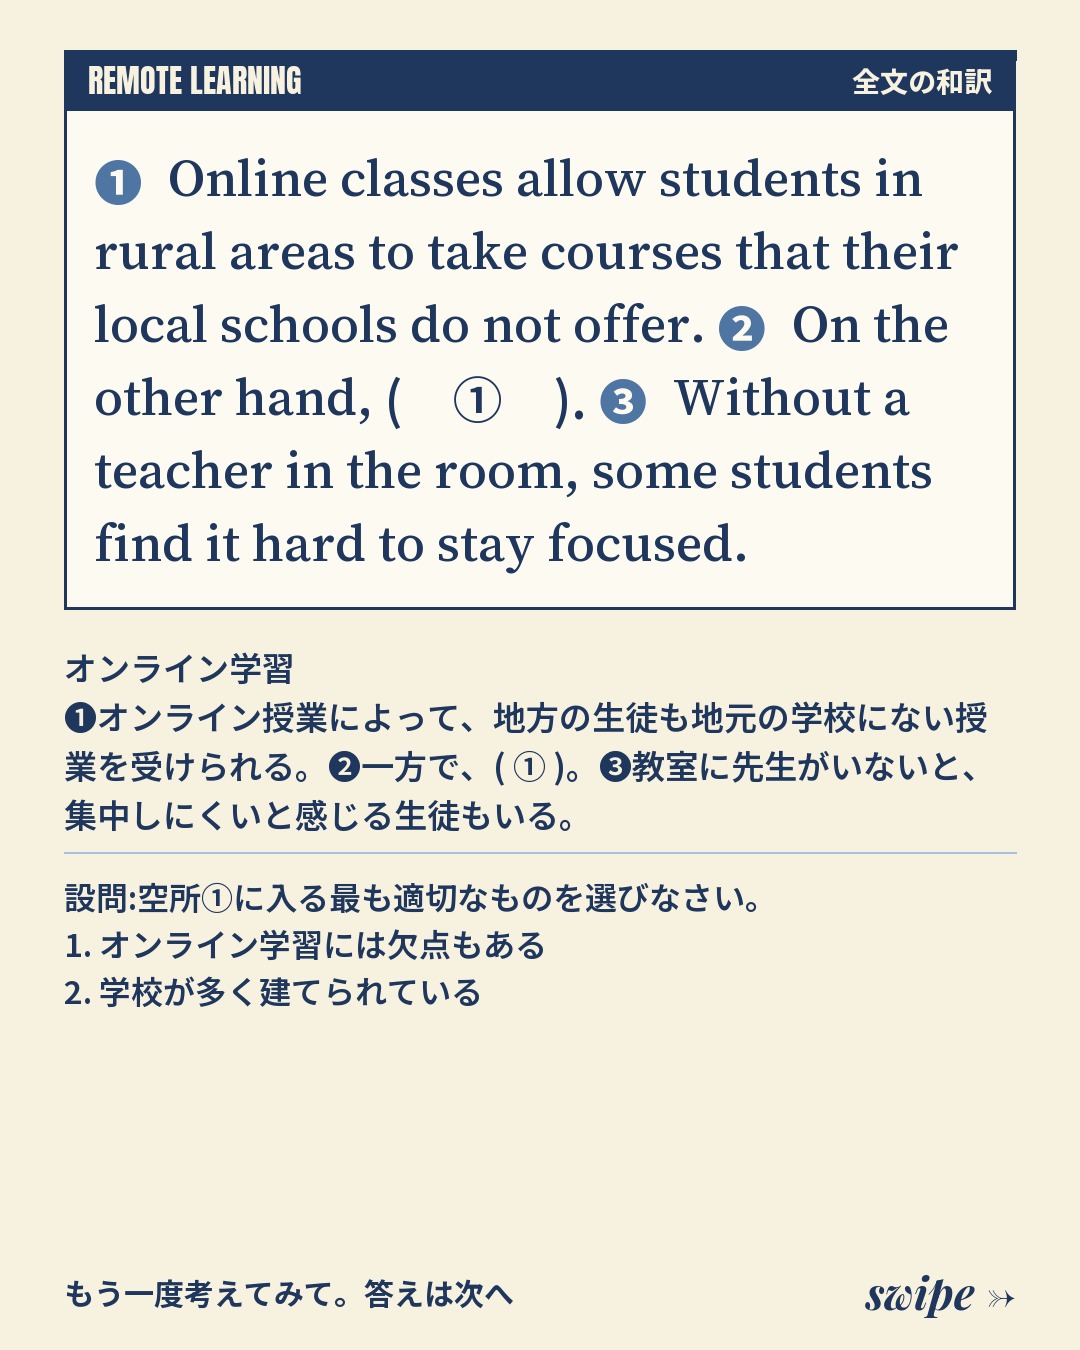 REMOTE LEARNING
全文の和訳
❶ Online classes allow students in
rural areas to take courses that their
local schools do not offer. ❷ On the
other hand, ( ① ). ❸ Without a
teacher in the room, some students
find it hard to stay focused.
オンライン学習
❶オンライン授業によって、地方の生徒も地元の学校にない授
業を受けられる。❷一方で、( ① )。❸教室に先生がいないと、
集中しにくいと感じる生徒もいる。
設問:空所①に入る最も適切なものを選びなさい。
1. オンライン学習には欠点もある
2. 学校が多く建てられている
もう一度考えてみて。答えは次へ
swipe